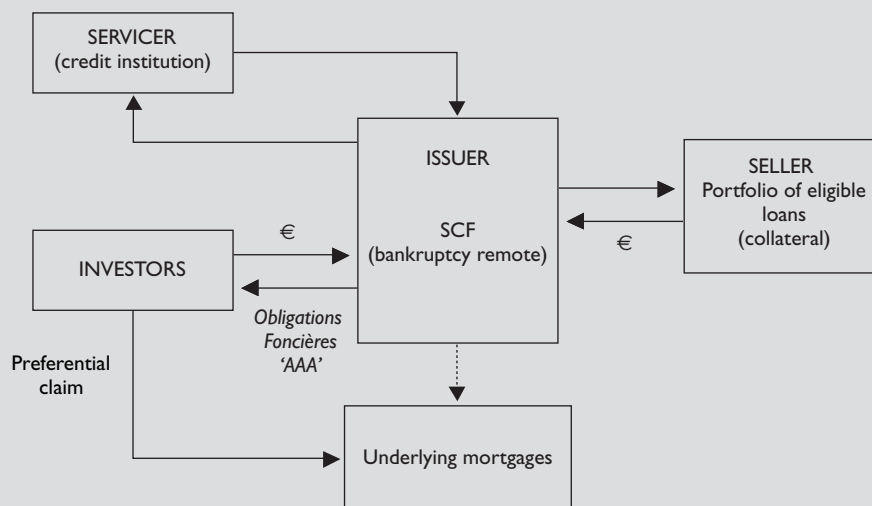 SERVICER
(credit institution)
ISSUER
SCF
(bankruptcy remote)
SELLER
Portfolio of eligible
loans
(collateral)
€
€
INVESTORS
Obligations
Foncières
‘AAA’
Preferential
claim
Underlying mortgages